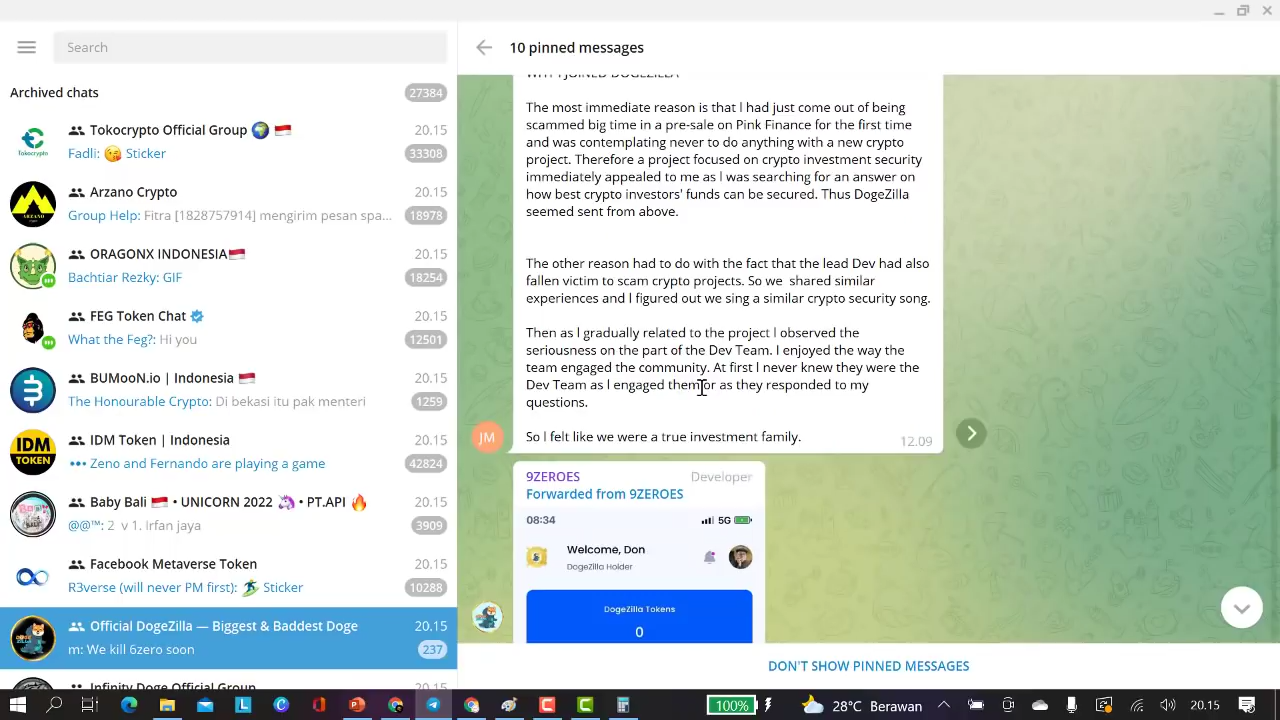 Search
Archived chats
27384
Tokocrypto Official Group
20.15
Fadli: 😘 Sticker
33308
Tokocrypto
Arzano Crypto
20.15
Group Help: Fitra [1828757914] mengirim pesan spa...
18978
ARZANO
ORAGONX INDONESIA
20.15
Bachtiar Rezky: GIF
18254
FEG Token Chat
20.15
What the Feg?: Hi you
12501
BUMooN.io | Indonesia
20.15
The Honourable Crypto: Di bekasi itu pak menteri
1259
IDM Token | Indonesia
20.15
Zeno and Fernando are playing a game
42824
IDM
TOKEN
Baby Bali 🇮🇩 • UNICORN 2022 🦄 • PT.API 🔥
20.15
@@™: 2 v 1. Irfan jaya
3909
Facebook Metaverse Token
20.15
R3verse (will never PM first): 🏄 Sticker
10288
Official DogeZilla — Biggest & Baddest Doge
20.15
m: We kill 6zero soon
237
Infinity Doge Official Group
20.15
10 pinned messages
WHY I JOINED DOGEZILLA
The most immediate reason is that I had just come out of being
scammed big time in a pre-sale on Pink Finance for the first time
and was contemplating never to do anything with a new crypto
project. Therefore a project focused on crypto investment security
immediately appealed to me as I was searching for an answer on
how best crypto investors' funds can be secured. Thus DogeZilla
seemed sent from above.
The other reason had to do with the fact that the lead Dev had also
fallen victim to scam crypto projects. So we shared similar
experiences and I figured out we sing a similar crypto security song.
Then as I gradually related to the project I observed the
seriousness on the part of the Dev Team. I enjoyed the way the
team engaged the community. At first I never knew they were the
Dev Team as I engaged them or as they responded to my
questions.
So I felt like we were a true investment family.
12.09
JM
9ZEROES
Developer
Forwarded from 9ZEROES
08:34
5G
Welcome, Don
DogeZilla Holder
DogeZilla Tokens
0
DON'T SHOW PINNED MESSAGES
100%
28°C Berawan
20.15